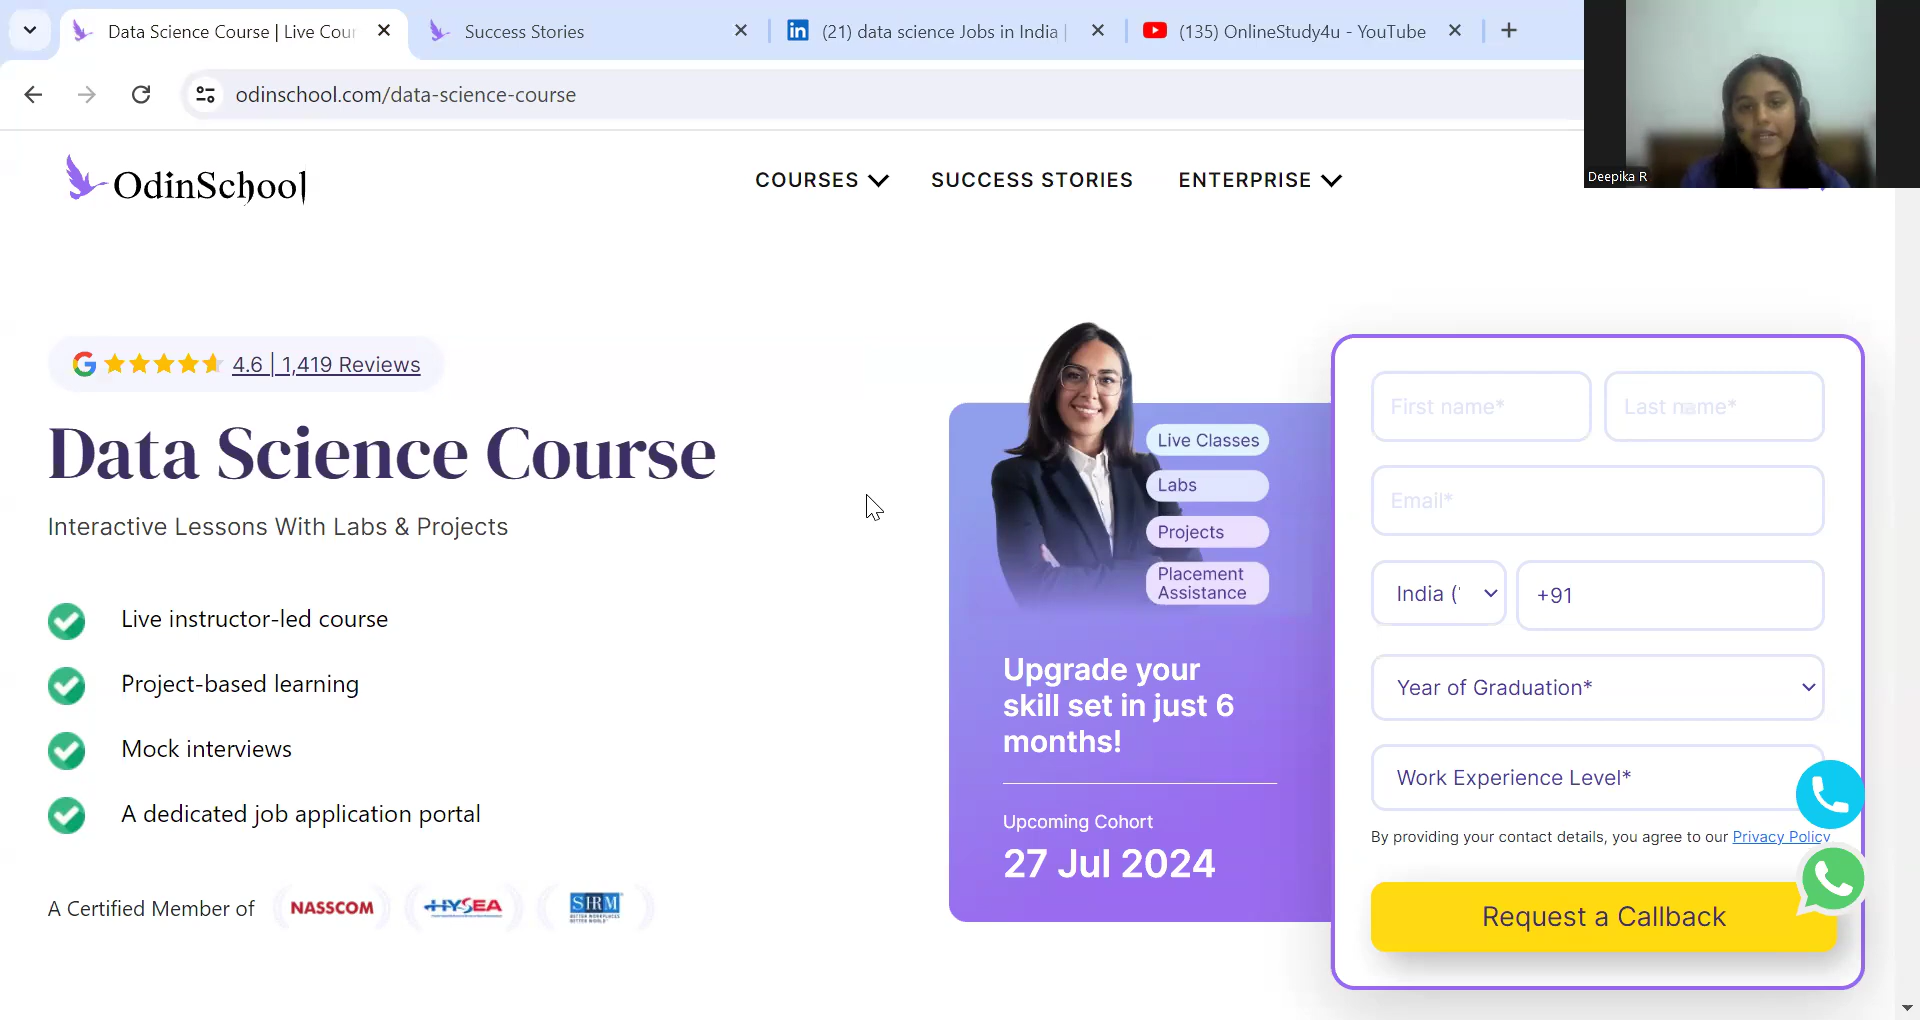 Data Science Course | Live Cour
Success Stories
(21) data science Jobs in India |
(135) OnlineStudy4u - YouTube
odinschool.com/data-science-course
Deepika R
OdinSchool
COURSES
SUCCESS STORIES
ENTERPRISE
4.6 | 1,419 Reviews
Data Science Course
Interactive Lessons With Labs & Projects
Live instructor-led course
Project-based learning
Mock interviews
A dedicated job application portal
A Certified Member of
NASSCOM
HYSEA
SHRM
BETTER WORKPLACES
BETTER WORLD
Live Classes
Labs
Projects
Placement
Assistance
Upgrade your
skill set in just 6
months!
Upcoming Cohort
27 Jul 2024
First name*
Last name*
Email*
India (
+91
Year of Graduation*
Work Experience Level*
By providing your contact details, you agree to our Privacy Policy
Request a Callback